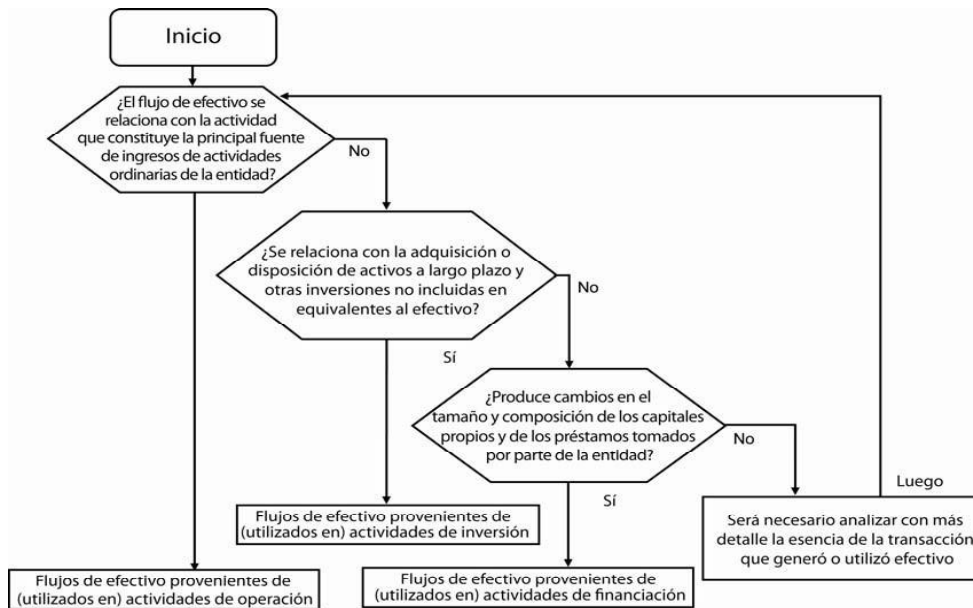 Inicio
¿El flujo de efectivo se
relaciona con la actividad
que constituye la principal fuente
de ingresos de actividades
ordinarias de la entidad?
No
¿Se relaciona con la adquisición o
disposición de activos a largo plazo y
otras inversiones no incluidas en
equivalentes al efectivo?
No
Sí
¿Produce cambios en el
tamaño y composición de los capitales
propios y de los préstamos tomados
por parte de la entidad?
No
Sí
Luego
Será necesario analizar con más
detalle la esencia de la transacción
que generó o utilizó efectivo
Flujos de efectivo provenientes de
(utilizados en) actividades de inversión
Flujos de efectivo provenientes de
(utilizados en) actividades de operación
Flujos de efectivo provenientes de
(utilizados en) actividades de financiación